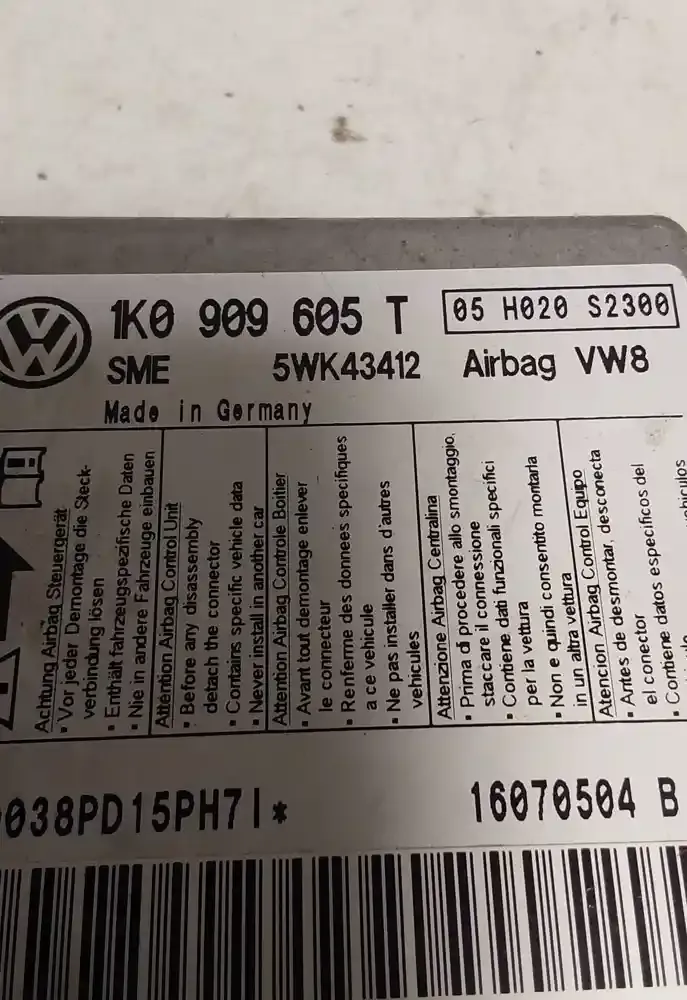 1K0 909 605 T
05 H020 S2300
SME 5WK43412 Airbag VW8
Made in Germany
Achtung Airbag Steuergerät
▪ Vor jeder Demontage die Steck-
verbindung lösen
▪ Enthält fahrzeugspezifische Daten
▪ Nie in andere Fahrzeuge einbauen
Attention Airbag Control Unit
▪ Before any disassembly
detach the connector
▪ Contains specific vehicle data
▪ Never install in another car
Attention Airbag Controle Boitier
▪ Avant tout demontage enlever
le connecteur
▪ Renferme des donnees specifiques
a ce vehicule
▪ Ne pas installer dans d'autres
vehicules
Attenzione Airbag Centralina
▪ Prima di procedere allo smontaggio,
staccare il connessione
▪ Contiene dati funzionali specifici
per la vettura
▪ Non e quindi consentito montarla
in un altra vettura
Atencion Airbag Control Equipo
▪ Antes de desmontar, desconecta
el conector
▪ Contiene datos especificos del
038PD15PH7I*
16070504 B